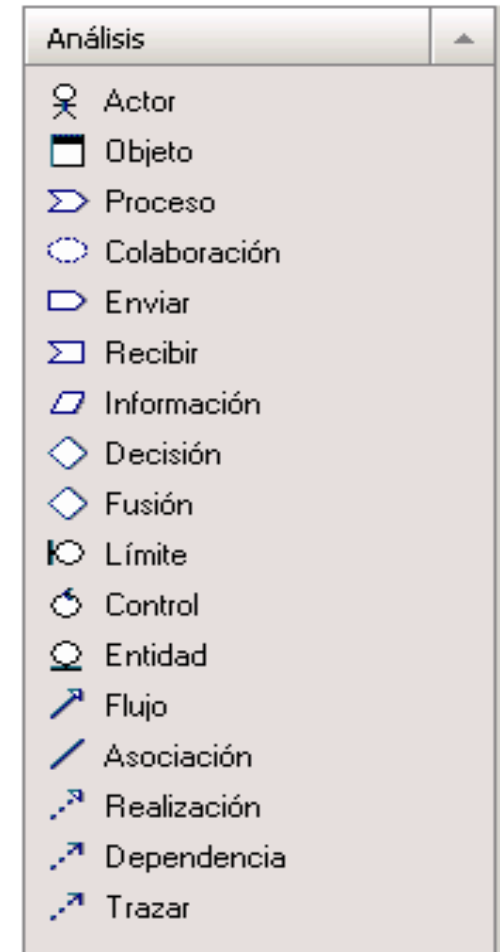 Análisis
Actor
Objeto
Proceso
Colaboración
Enviar
Recibir
Información
Decisión
Fusión
Límite
Control
Entidad
Flujo
Asociación
Realización
Dependencia
Trazar